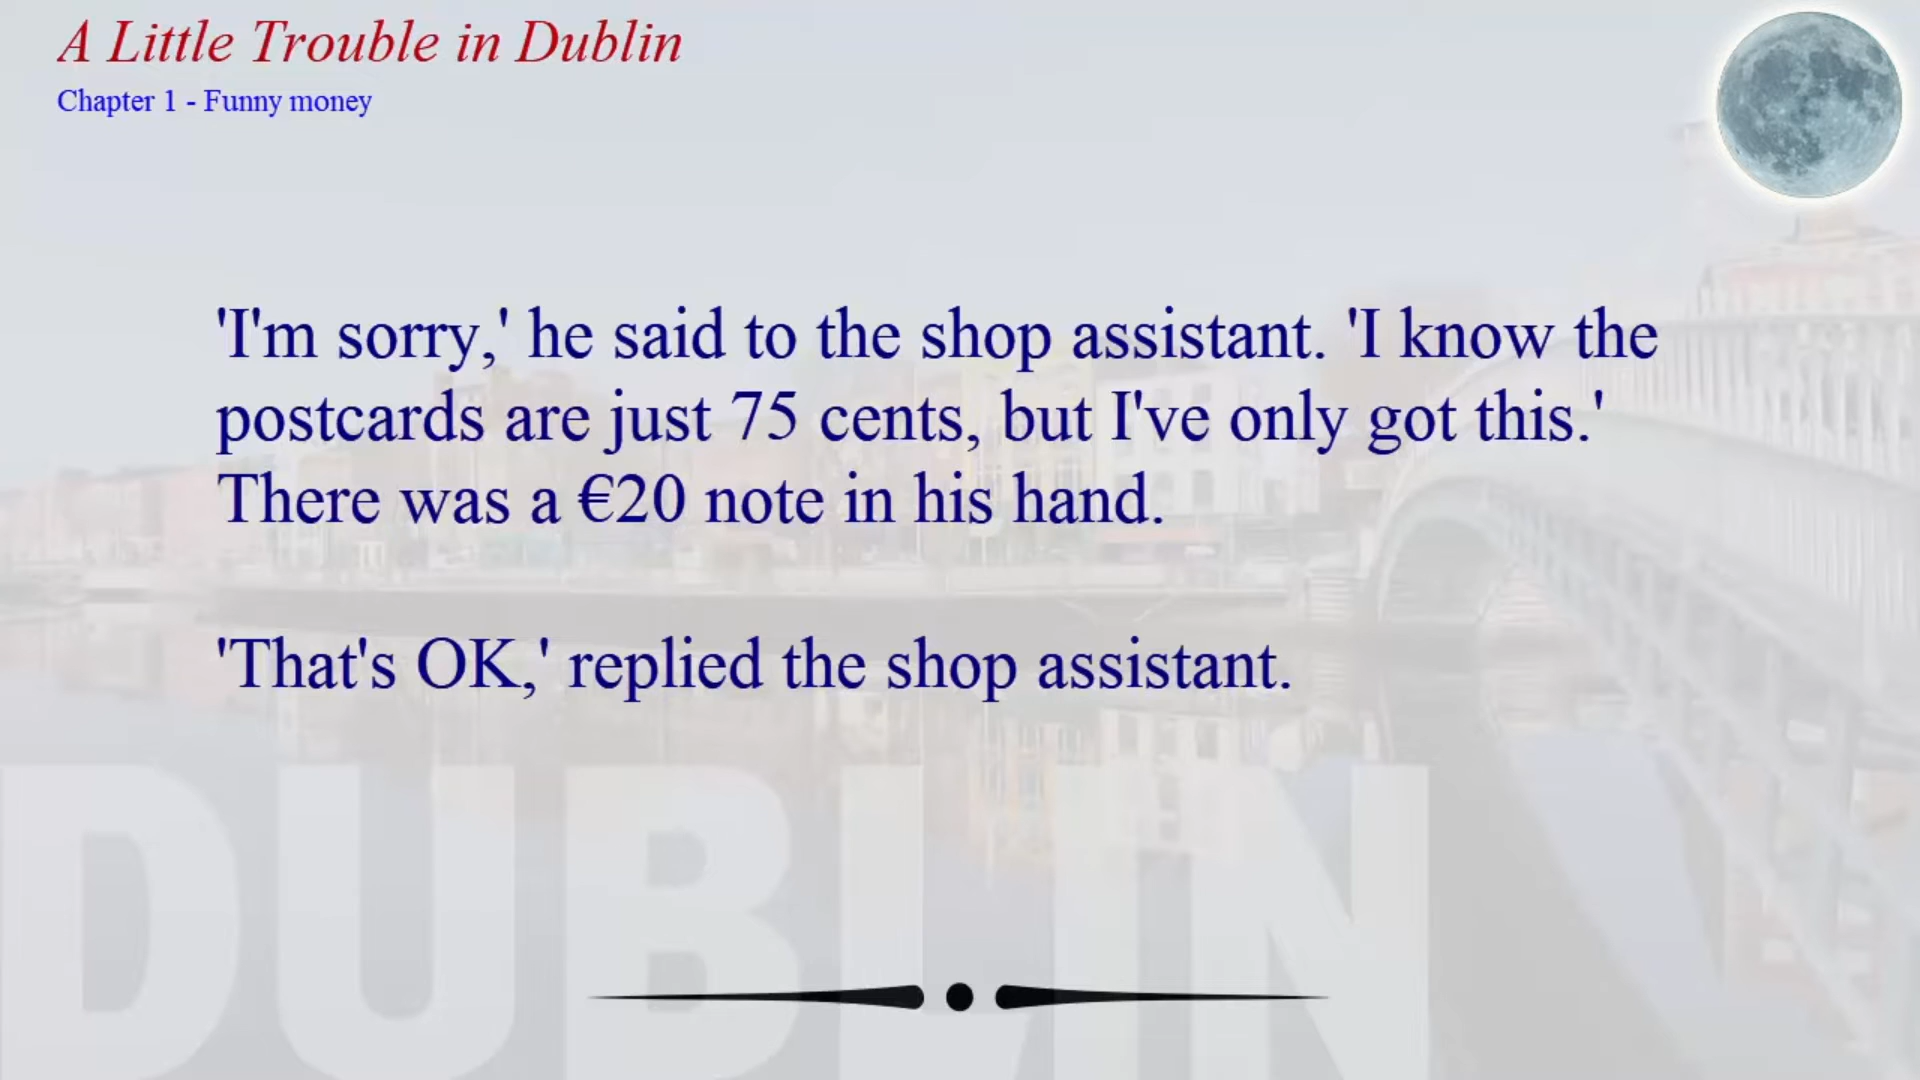 A Little Trouble in Dublin
Chapter 1 - Funny money
'I'm sorry,' he said to the shop assistant. 'I know the
postcards are just 75 cents, but I've only got this.'
There was a €20 note in his hand.
'That's OK,' replied the shop assistant.
DUBLIN